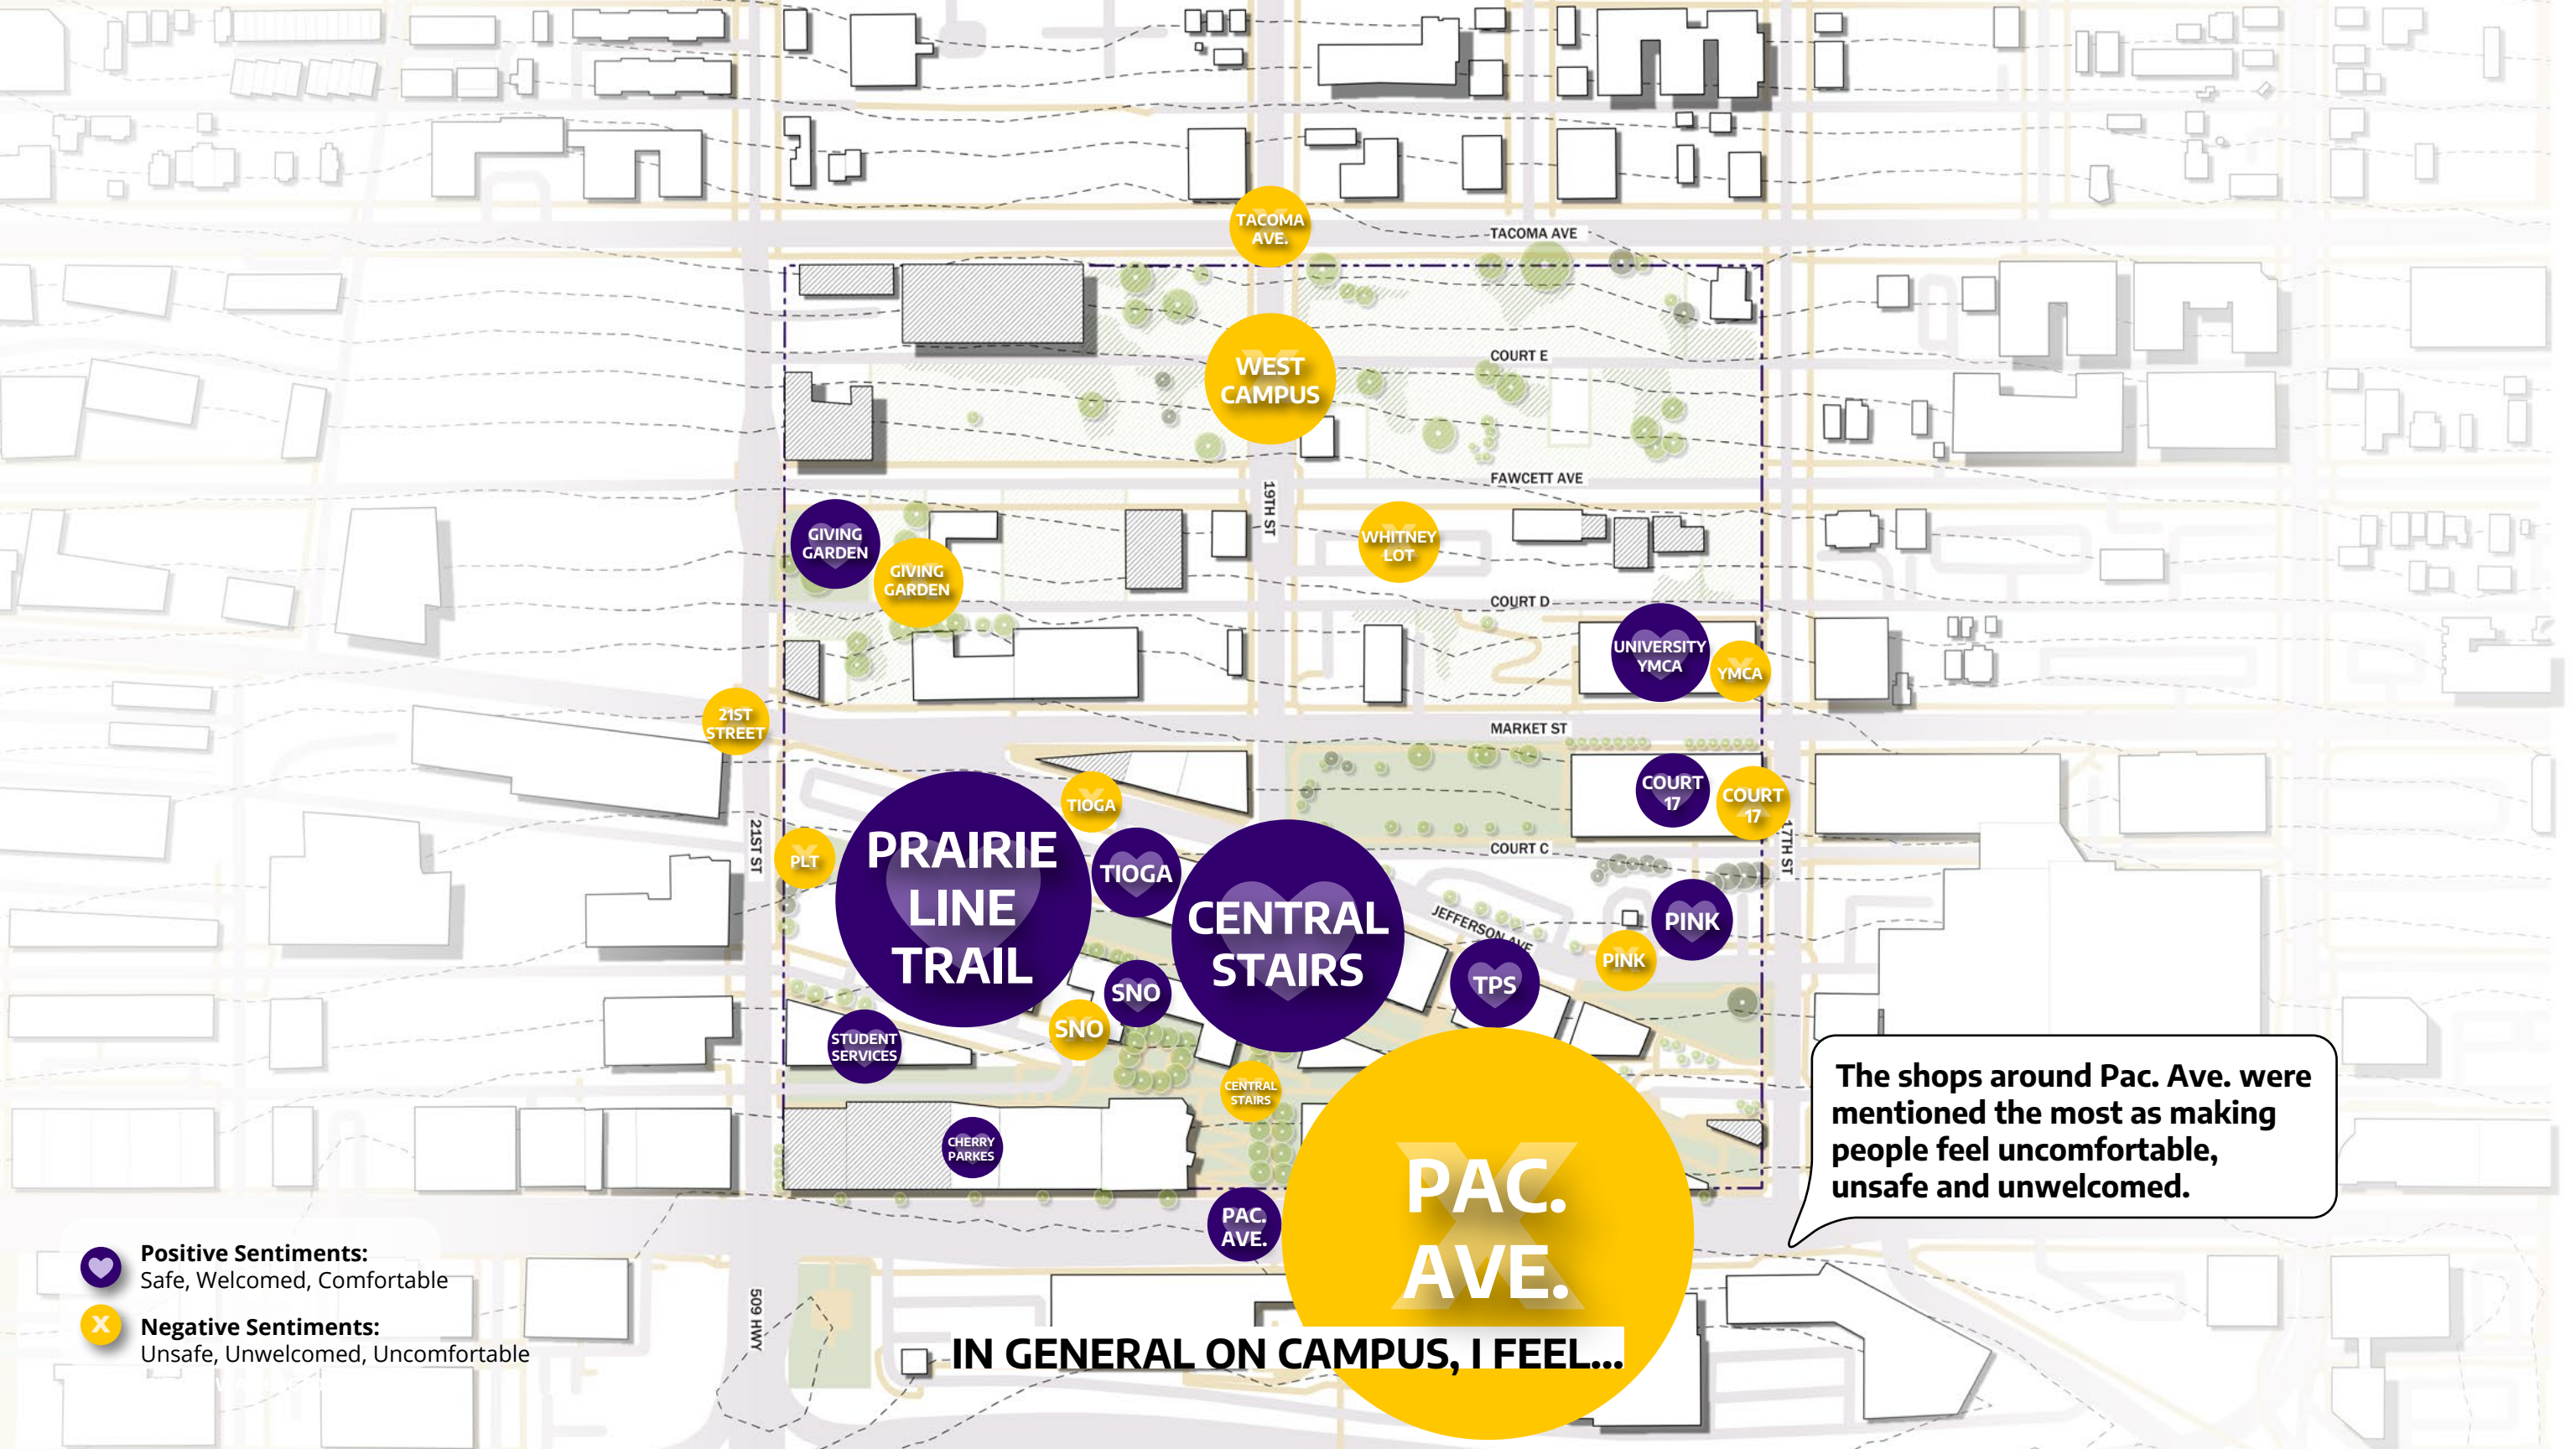 TACOMA
AVE.
TACOMA AVE
WEST
CAMPUS
COURT E
FAWCETT AVE
19TH ST
GIVING
GARDEN
GIVING
GARDEN
WHITNEY
LOT
COURT D
UNIVERSITY
YMCA
YMCA
21ST
STREET
MARKET ST
COURT
17
COURT
17
TIOGA
PRAIRIE
LINE
TRAIL
PLT
21ST ST
TIOGA
COURT C
17TH ST
CENTRAL
STAIRS
JEFFERSON AVE
PINK
PINK
TPS
SNO
SNO
STUDENT
SERVICES
CENTRAL
STAIRS
CHERRY
PARKES
PAC.
AVE.
PAC.
AVE.
X
The shops around Pac. Ave. were
mentioned the most as making
people feel uncomfortable,
unsafe and unwelcomed.
Positive Sentiments:
Safe, Welcomed, Comfortable
X
Negative Sentiments:
Unsafe, Unwelcomed, Uncomfortable
509 HWY
IN GENERAL ON CAMPUS, I FEEL...